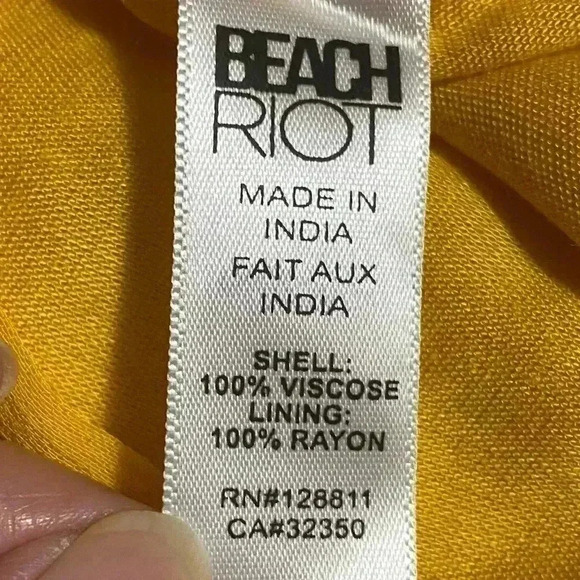 BEACH
RIOT
MADE IN
INDIA
FAIT AUX
INDIA
SHELL:
100% VISCOSE
LINING:
100% RAYON
RN#128811
CA#32350